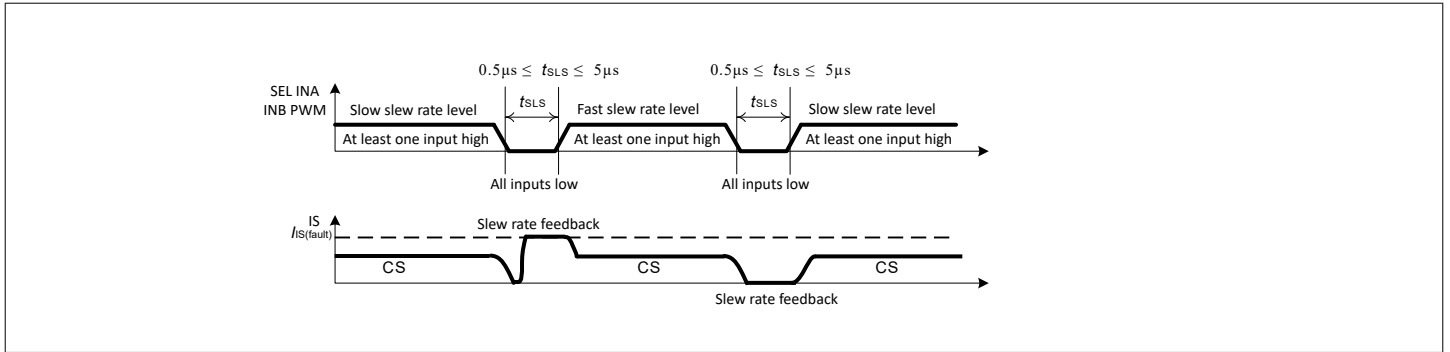 0.5µs ≤ tSLS ≤ 5µs 0.5µs ≤ tSLS ≤ 5µs
SEL INA
INB PWM
Slow slew rate level tSLS Fast slew rate level tSLS Slow slew rate level
At least one input high At least one input high At least one input high
All inputs low All inputs low
IS
IIS(fault)
Slew rate feedback
CS CS CS
Slew rate feedback